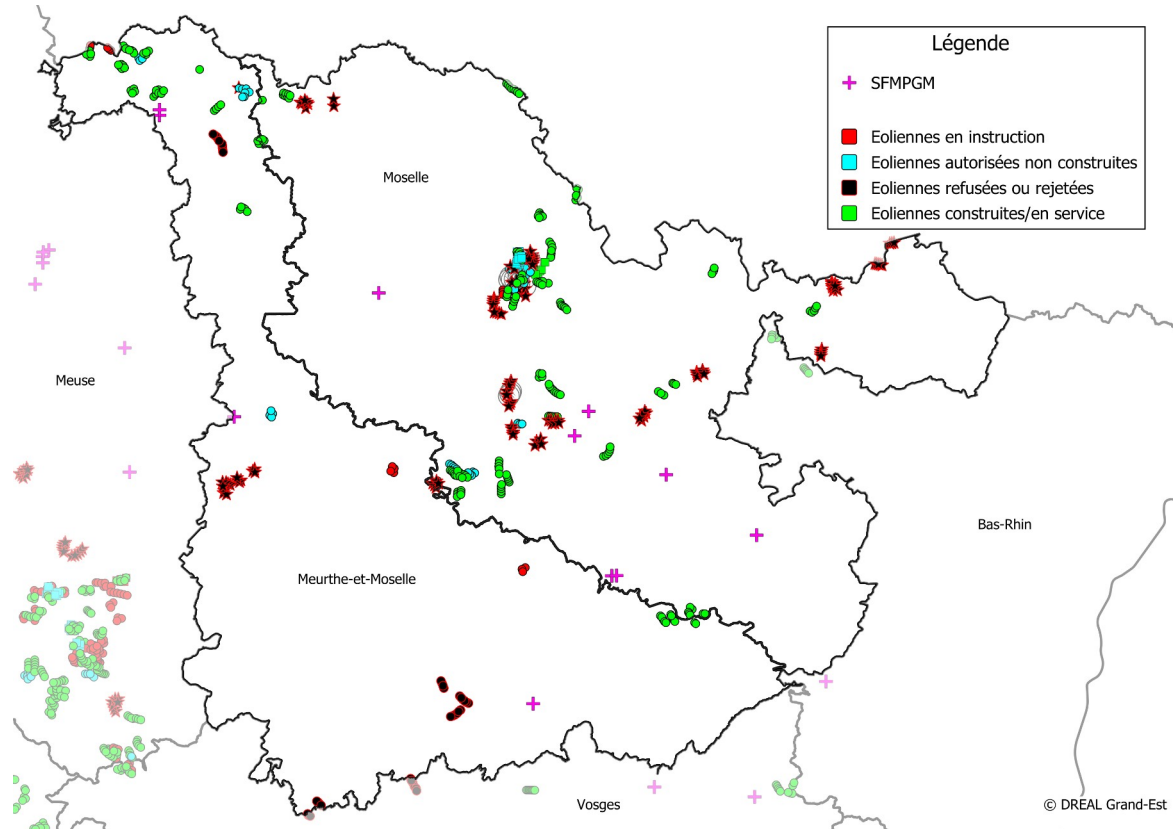 Légende
SFMPGM
Eoliennes en instruction
Eoliennes autorisées non construites
Eoliennes refusées ou rejetées
Eoliennes construites/en service
Moselle
Meuse
Bas-Rhin
Meurthe-et-Moselle
Vosges
© DREAL Grand-Est